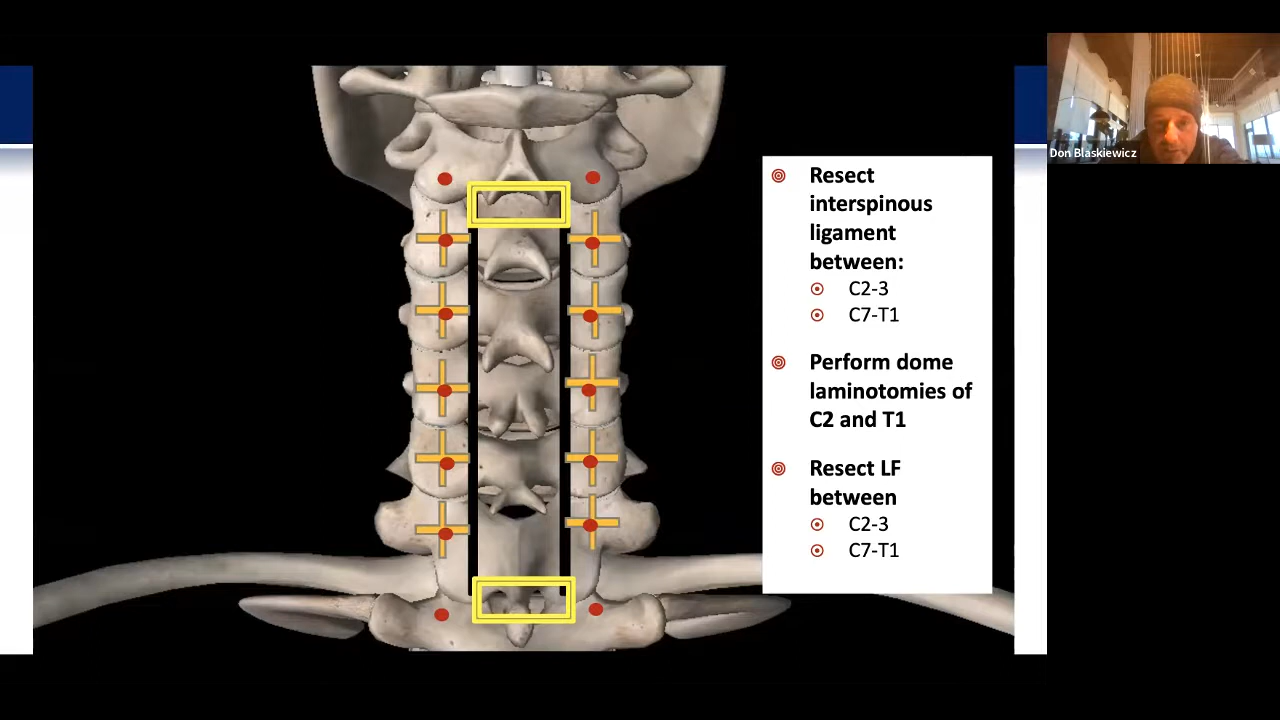 Don Blaskiewicz
Resect
interspinous
ligament
between:
C2-3
C7-T1
Perform dome
laminotomies of
C2 and T1
Resect LF
between
C2-3
C7-T1